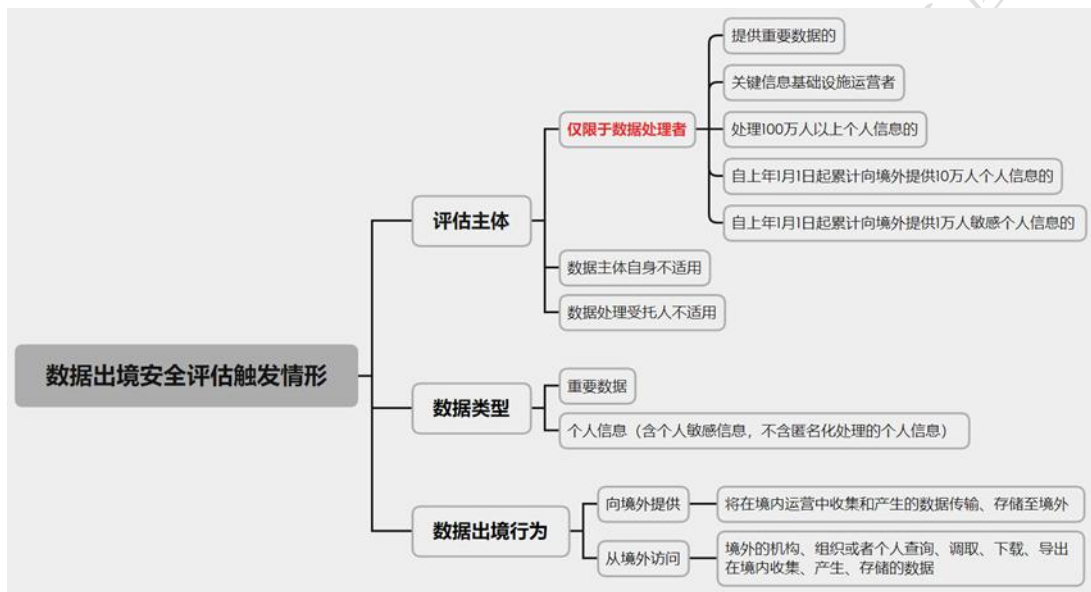 数据出境安全评估触发情形
评估主体
仅限于数据处理者
提供重要数据的
关键信息基础设施运营者
处理100万人以上个人信息的
自上年1月1日起累计向境外提供10万人个人信息的
自上年1月1日起累计向境外提供1万人敏感个人信息的
数据主体自身不适用
数据处理受托人不适用
数据类型
重要数据
个人信息（含个人敏感信息，不含匿名化处理的个人信息）
数据出境行为
向境外提供
将在境内运营中收集和产生的数据传输、存储至境外
从境外访问
境外的机构、组织或者个人查询、调取、下载、导出
在境内收集、产生、存储的数据